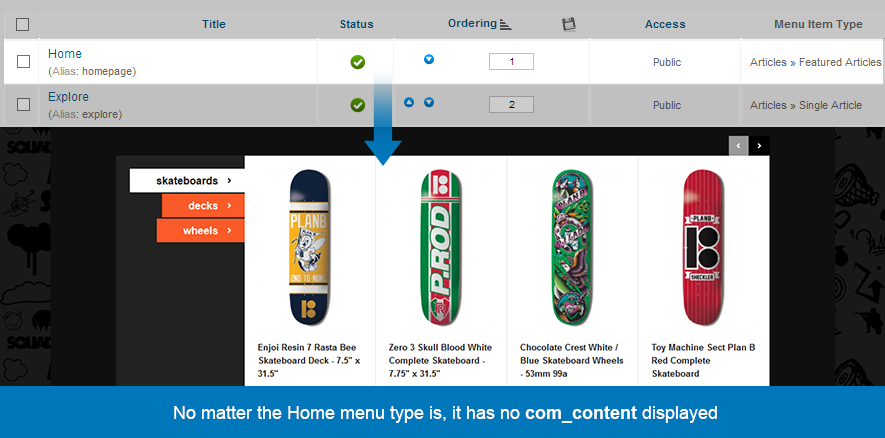 Title Status Ordering Access Menu Item Type
Home
(Alias: homepage)
1
Public
Articles » Featured Articles
Explore
(Alias: explore)
2
Public
Articles » Single Article
SQUAD
skateboards
decks
wheels
PLANB
2ND-TO-NONE
P.ROD
PLANB
PLANB
SHECKLER
Enjoi Resin 7 Rasta Bee
Skateboard Deck - 7.5" x
31.5"
Zero 3 Skull Blood White
Complete Skateboard -
7.75" x 31.5"
Chocolate Crest White /
Blue Skateboard Wheels
- 53mm 99a
Toy Machine Sect Plan B
Red Complete
Skateboard
No matter the Home menu type is, it has no com_content displayed